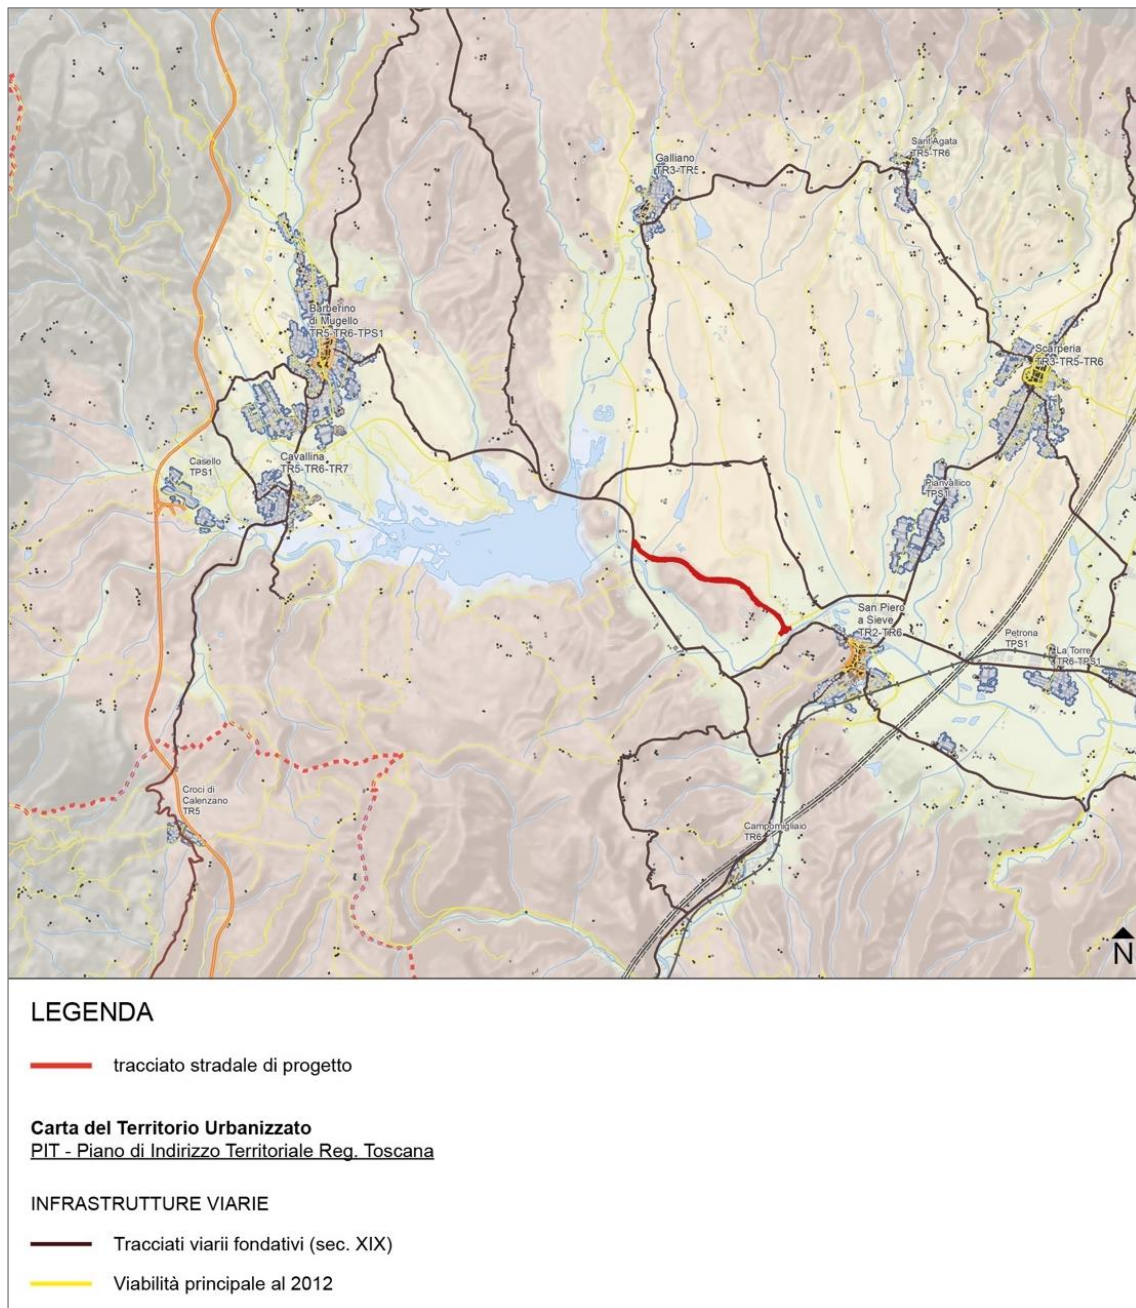 Sant'Agata
TR5-TR6
Galliano
TR3-TR5
Barberino
di Mugello
TR5-TR6-TPS1
Scarperia
TR3-TR5-TR6
Casello
TPS1
Cavallina
TR5-TR6-TR7
Pianvallico
TPS1
San Piero
a Sieve
TR2-TR6
Petrona
TPS1
La Torre
TR6-TPS1
Croci di
Calenzano
TR5
Campomigliaio
TR6
N
LEGENDA
tracciato stradale di progetto
Carta del Territorio Urbanizzato
PIT - Piano di Indirizzo Territoriale Reg. Toscana
INFRASTRUTTURE VIARIE
Tracciati viarii fondativi (sec. XIX)
Viabilità principale al 2012